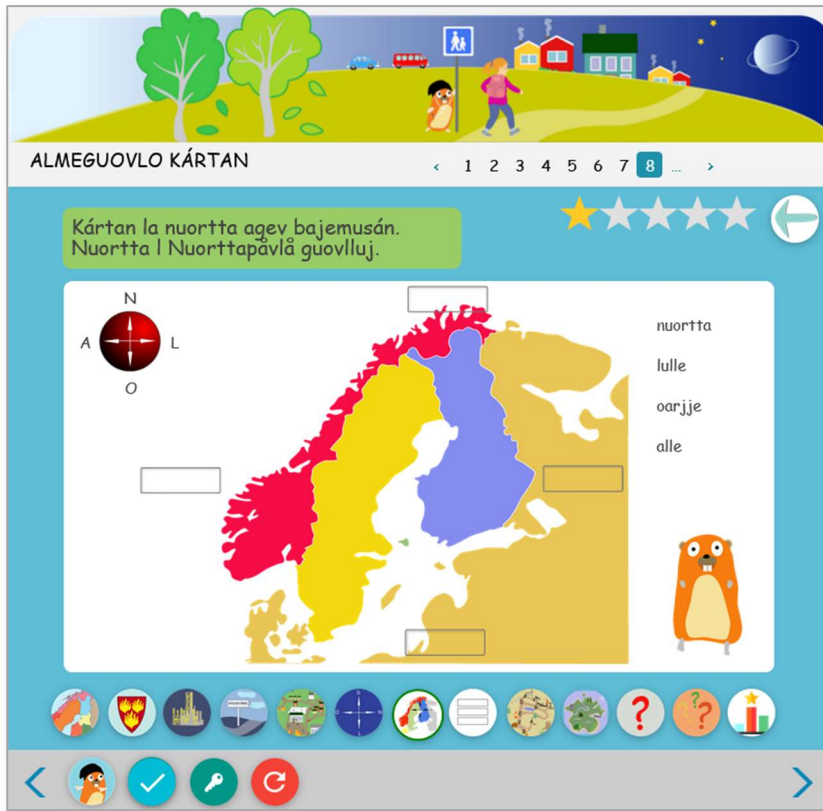 ALMEGUOVLO KÁRTAN
‹ 1 2 3 4 5 6 7 8 ... ›
Kártan la nuortta agev bajemusán.
Nuortta l Nuorttapåvlå guovlluj.
N
A L
O
nuortta
lulle
oarjje
alle
? ? ?